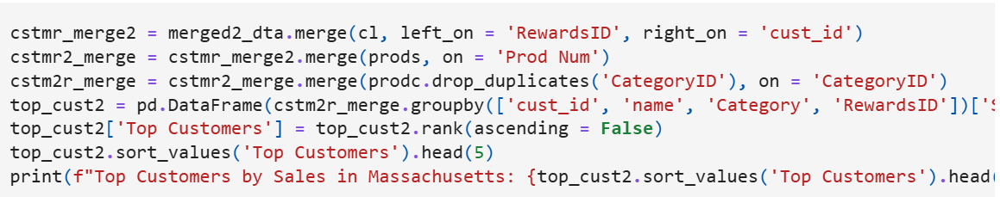 cstmr_merge2 = merged2_dta.merge(cl, left_on = 'RewardsID', right_on = 'cust_id')
cstmr2_merge = cstmr_merge2.merge(prods, on = 'Prod Num')
cstm2r_merge = cstmr2_merge.merge(prodc.drop_duplicates('CategoryID'), on = 'CategoryID')
top_cust2 = pd.DataFrame(cstm2r_merge.groupby(['cust_id', 'name', 'Category', 'RewardsID'])['S
top_cust2['Top Customers'] = top_cust2.rank(ascending = False)
top_cust2.sort_values('Top Customers').head(5)
print(f"Top Customers by Sales in Massachusetts: {top_cust2.sort_values('Top Customers').head(